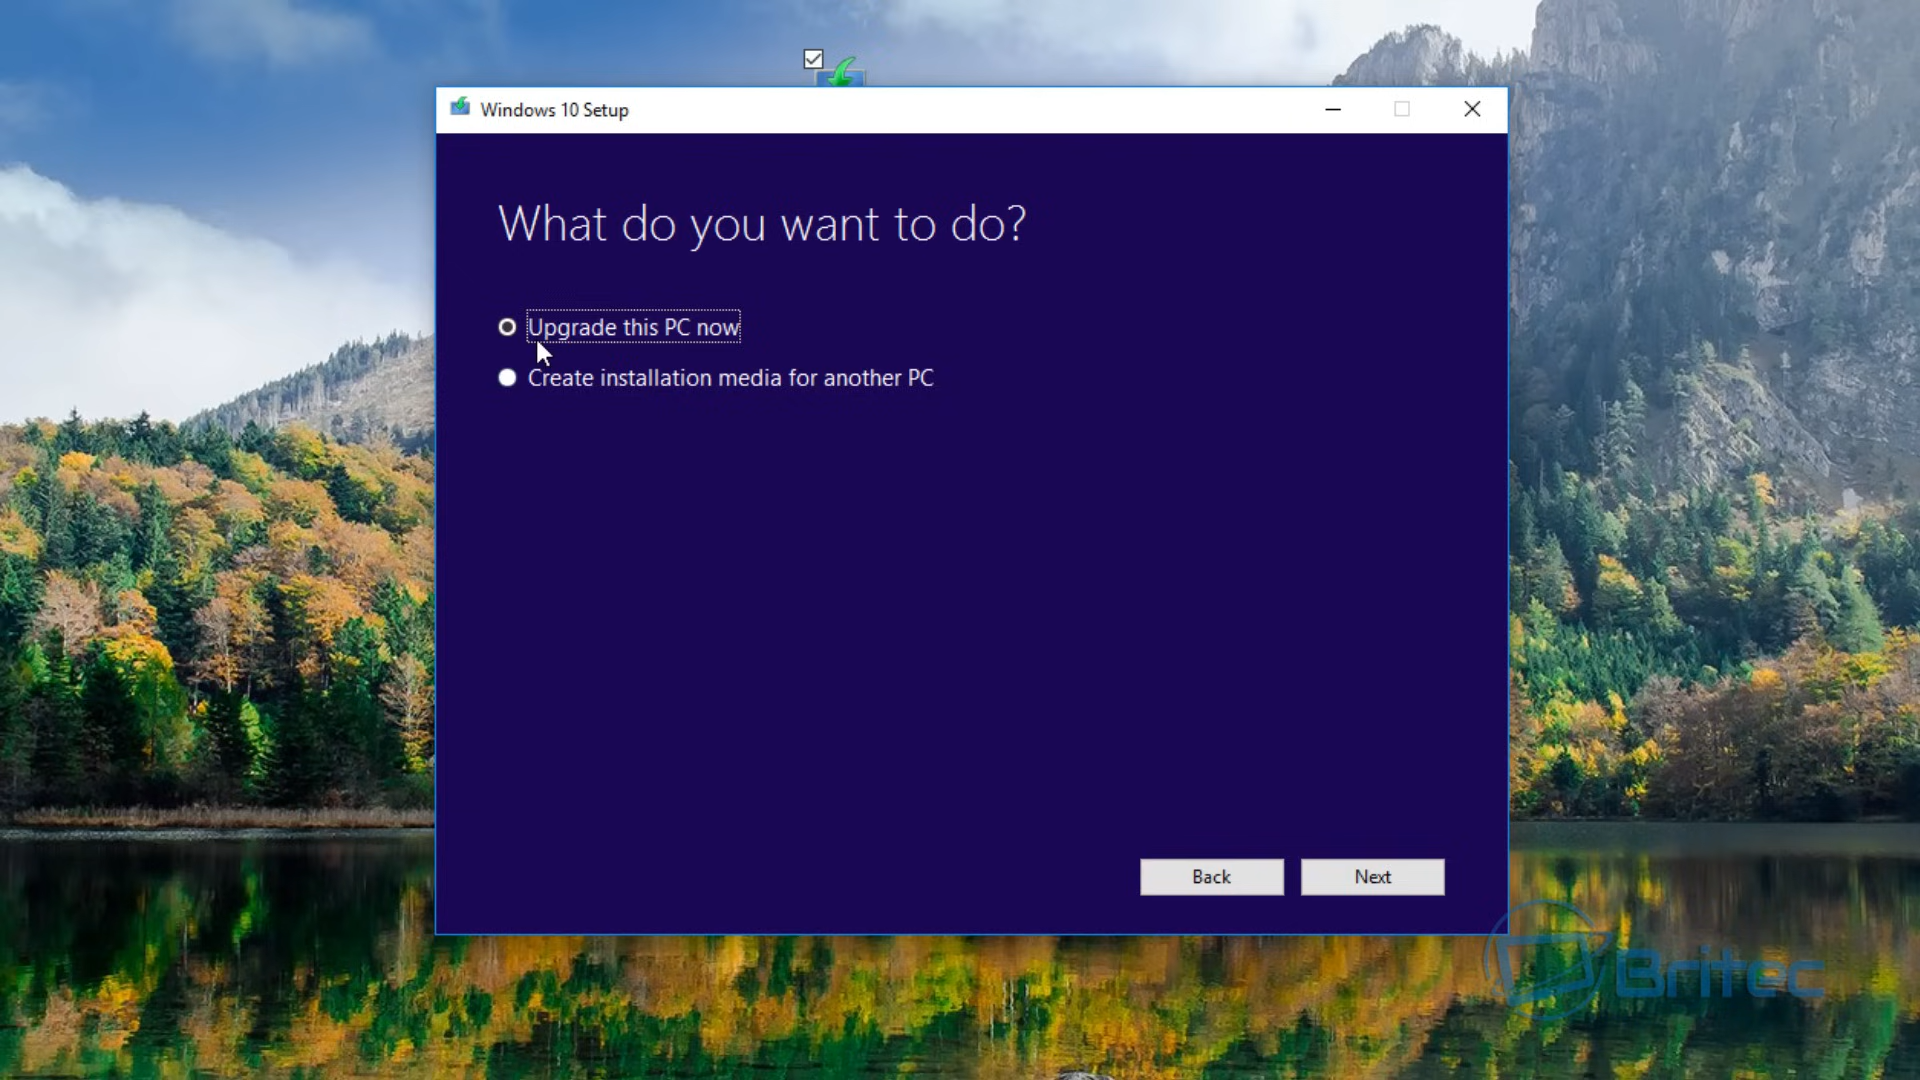 Windows 10 Setup
What do you want to do?
Upgrade this PC now
Create installation media for another PC
Back
Next
Britec